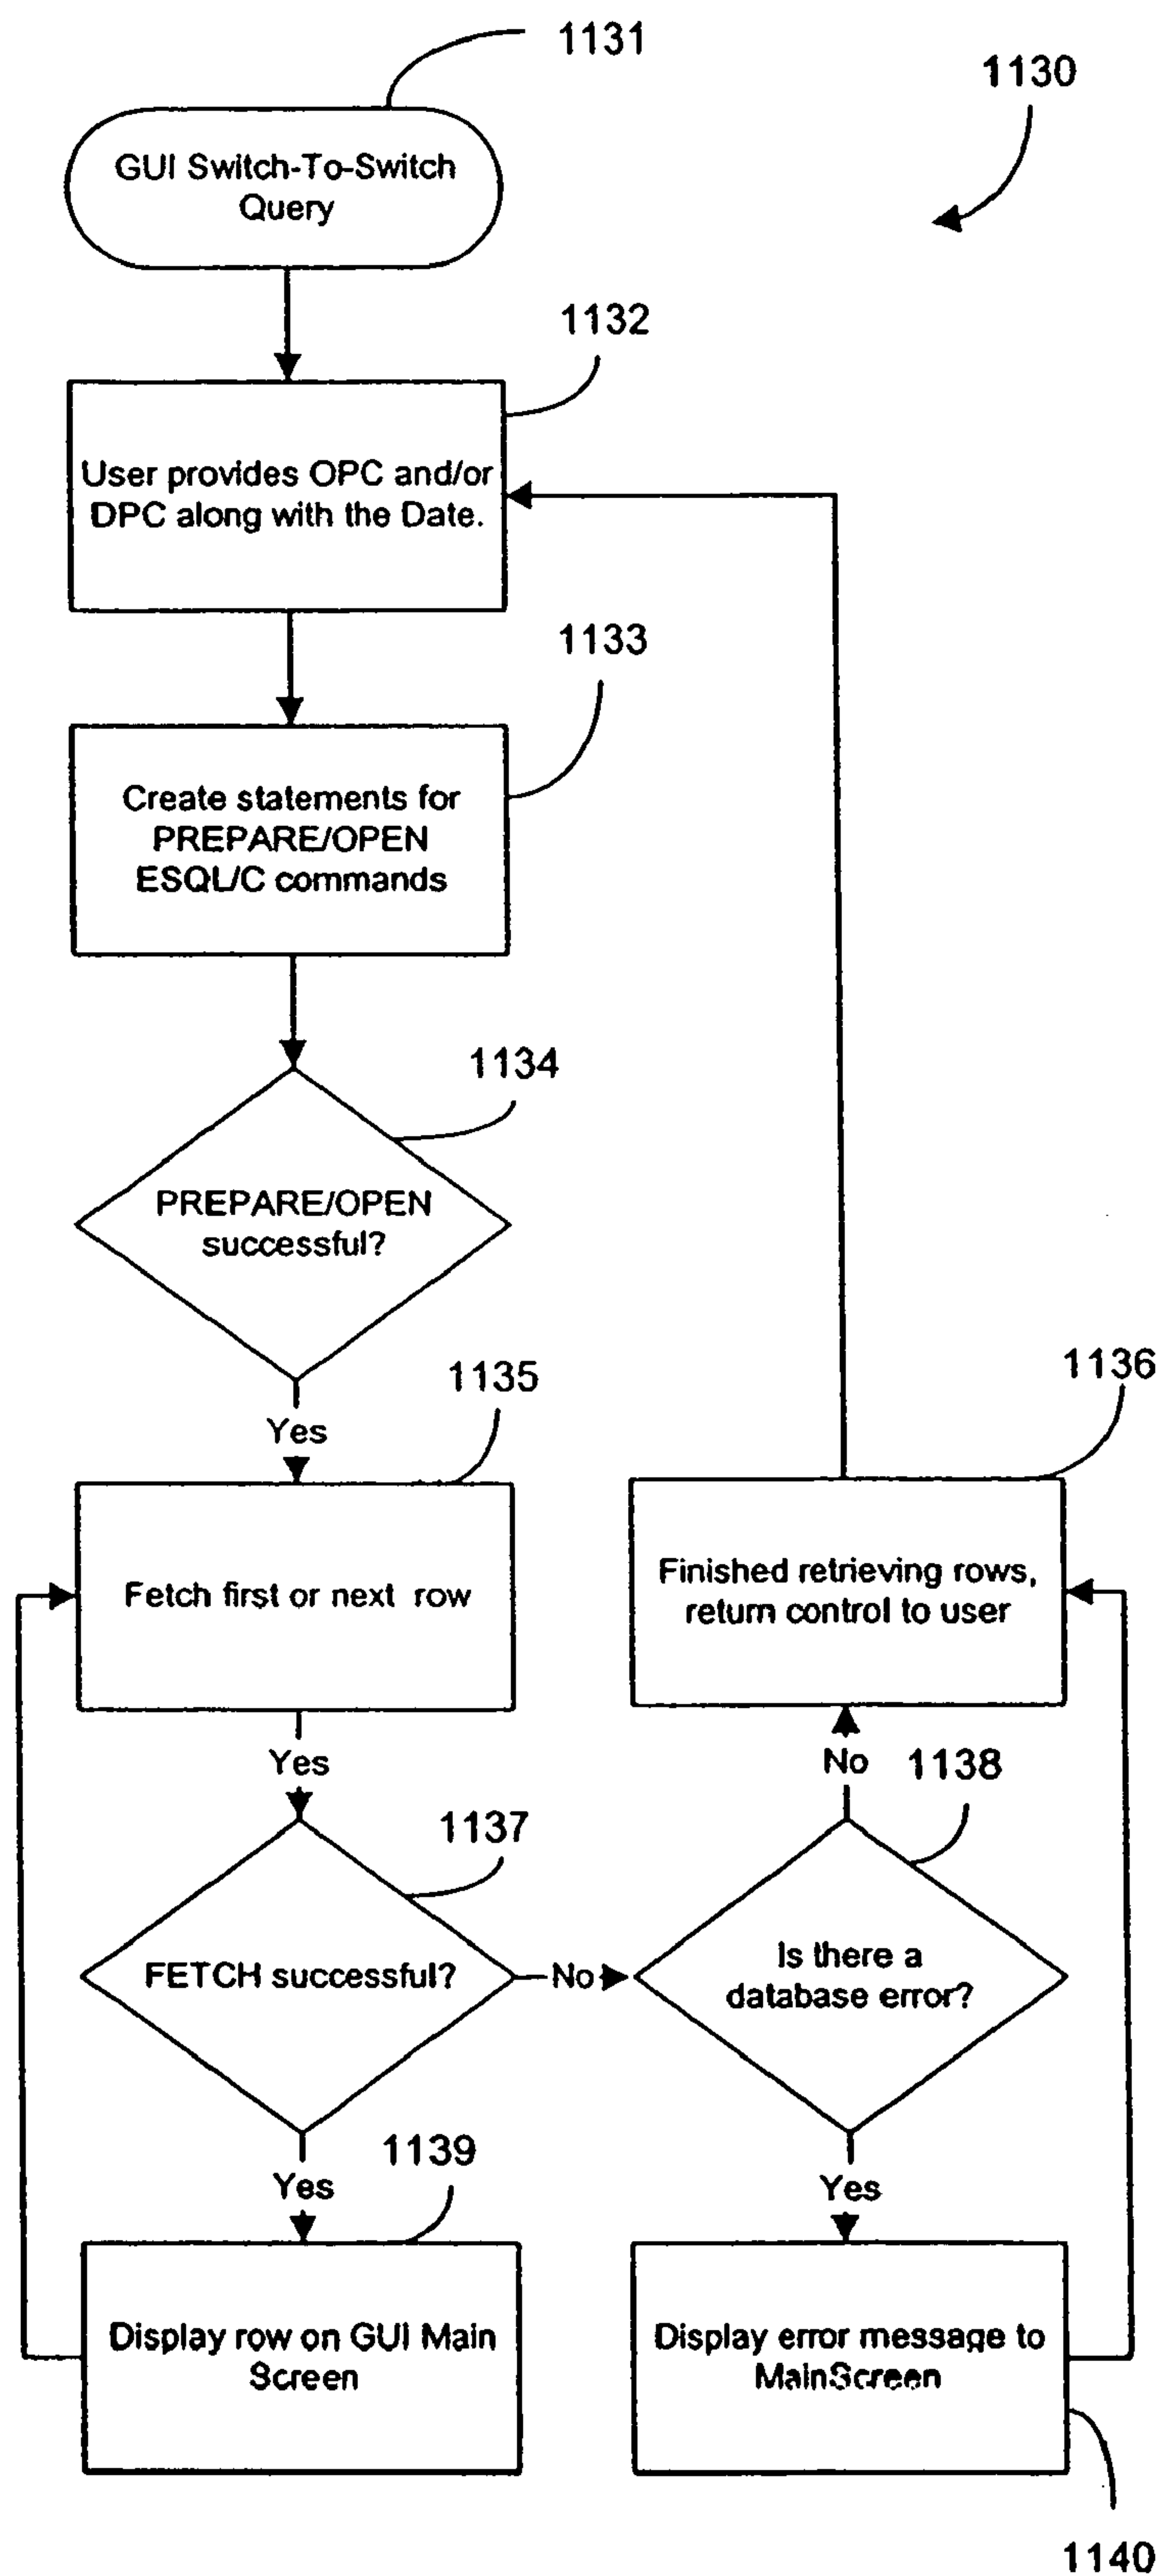 1131
1130
GUI Switch-To-Switch
Query
1132
User provides OPC and/or
DPC along with the Date.
1133
Create statements for
PREPARE/OPEN
ESQL/C commands
1134
PREPARE/OPEN
successful?
1135
Yes
1136
Fetch first or next row
Finished retrieving rows,
return control to user
Yes
No
1138
1137
FETCH successful?
No
Is there a
database error?
1139
Yes
Yes
Display row on GUI Main
Screen
Display error message to
MainScreen
1140